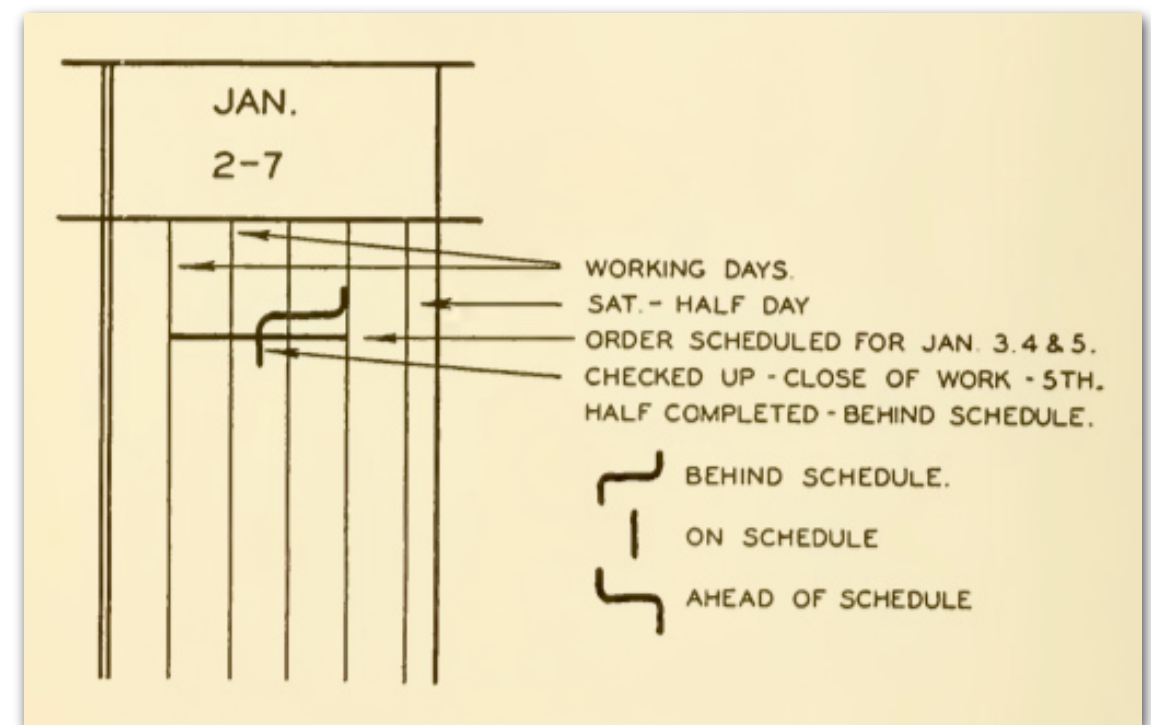 JAN.
2-7
WORKING DAYS.
SAT.- HALF DAY
ORDER SCHEDULED FOR JAN. 3.4 & 5.
CHECKED UP - CLOSE OF WORK - 5TH.
HALF COMPLETED - BEHIND SCHEDULE.
BEHIND SCHEDULE.
ON SCHEDULE
AHEAD OF SCHEDULE